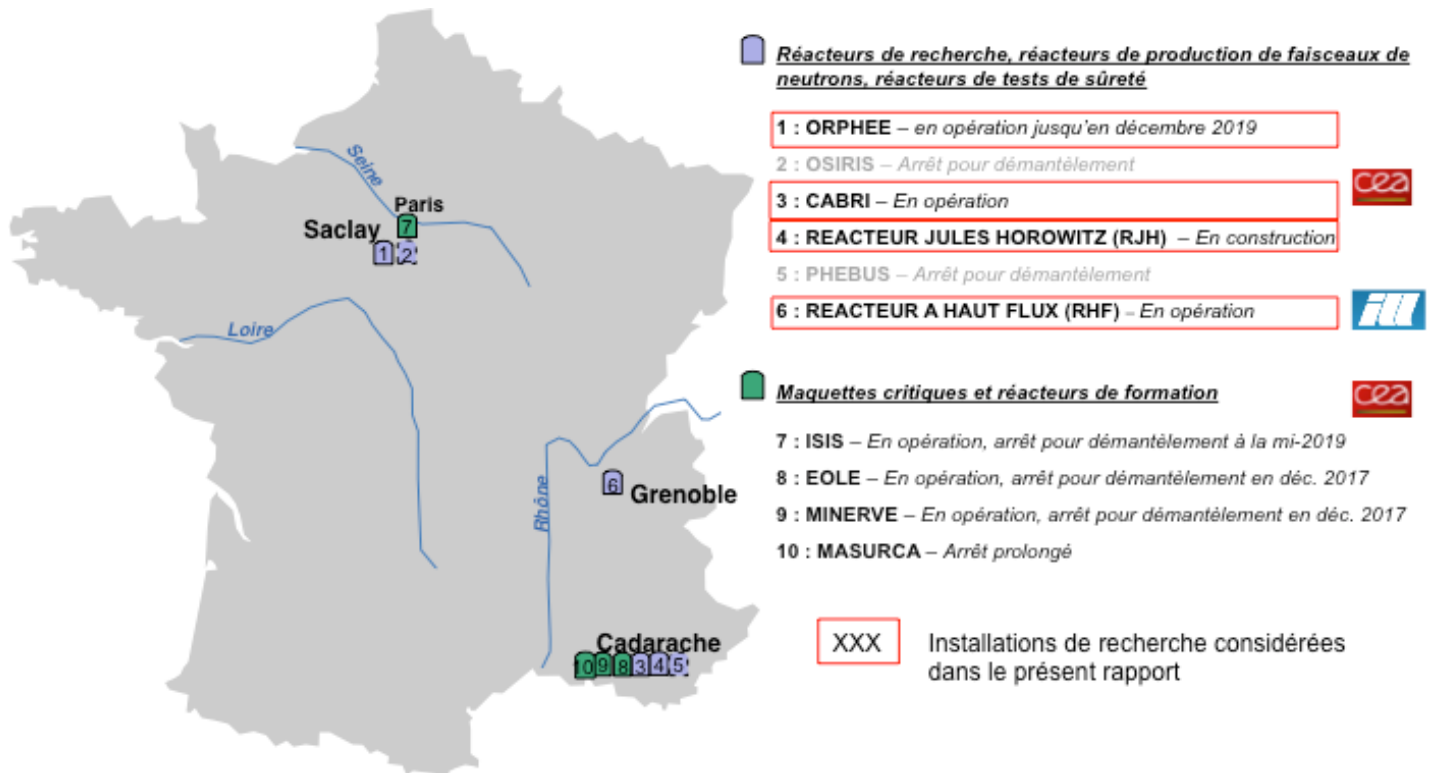 Seine
Paris
7
Saclay
1 2
Loire
Rhône
6
Grenoble
Cadarache
10 9 8 3 4 5
Réacteurs de recherche, réacteurs de production de faisceaux de
neutrons, réacteurs de tests de sûreté
1 : ORPHEE – en opération jusqu'en décembre 2019
2 : OSIRIS – Arrêt pour démantèlement
cea
3 : CABRI – En opération
4 : REACTEUR JULES HOROWITZ (RJH) – En construction
5 : PHEBUS – Arrêt pour démantèlement
6 : REACTEUR A HAUT FLUX (RHF) – En opération
ill
Maquettes critiques et réacteurs de formation
cea
7 : ISIS – En opération, arrêt pour démantèlement à la mi-2019
8 : EOLE – En opération, arrêt pour démantèlement en déc. 2017
9 : MINERVE – En opération, arrêt pour démantèlement en déc. 2017
10 : MASURCA – Arrêt prolongé
XXX
Installations de recherche considérées
dans le présent rapport